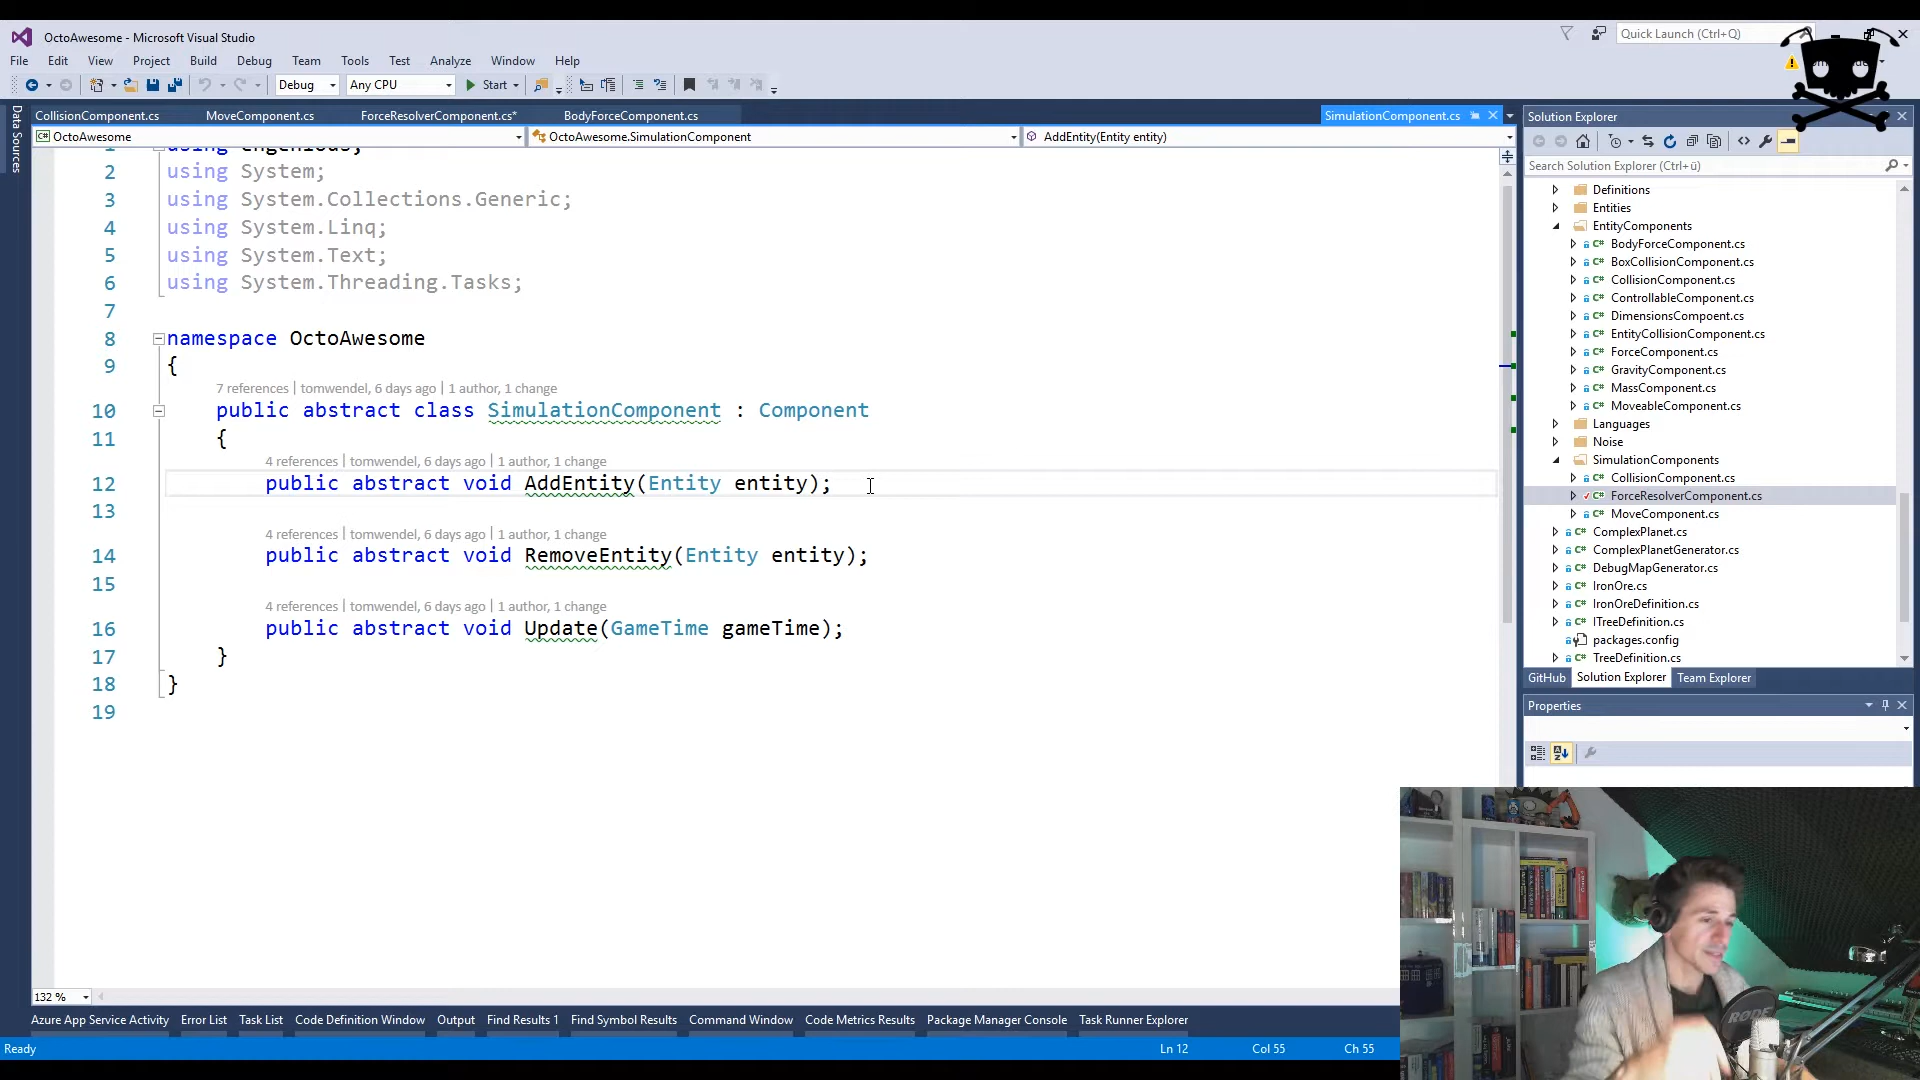 OctoAwesome - Microsoft Visual Studio
Quick Launch (Ctrl+Q)
File Edit View Project Build Debug Team Tools Test Analyze Window Help
Debug Any CPU Start
Data Sources
CollisionComponent.cs MoveComponent.cs ForceResolverComponent.cs* BodyForceComponent.cs SimulationComponent.cs
OctoAwesome OctoAwesome.SimulationComponent AddEntity(Entity entity)
1 using engenious;
2 using System;
3 using System.Collections.Generic;
4 using System.Linq;
5 using System.Text;
6 using System.Threading.Tasks;
7
8 namespace OctoAwesome
9 {
7 references | tomwendel, 6 days ago | 1 author, 1 change
10 public abstract class SimulationComponent : Component
11 {
4 references | tomwendel, 6 days ago | 1 author, 1 change
12 public abstract void AddEntity(Entity entity);
13
4 references | tomwendel, 6 days ago | 1 author, 1 change
14 public abstract void RemoveEntity(Entity entity);
15
4 references | tomwendel, 6 days ago | 1 author, 1 change
16 public abstract void Update(GameTime gameTime);
17 }
18 }
19
132 %
Solution Explorer
Search Solution Explorer (Ctrl+ü)
Definitions
Entities
EntityComponents
C# BodyForceComponent.cs
C# BoxCollisionComponent.cs
C# CollisionComponent.cs
C# ControllableComponent.cs
C# DimensionsCompoent.cs
C# EntityCollisionComponent.cs
C# ForceComponent.cs
C# GravityComponent.cs
C# MassComponent.cs
C# MoveableComponent.cs
Languages
Noise
SimulationComponents
C# CollisionComponent.cs
C# ForceResolverComponent.cs
C# MoveComponent.cs
C# ComplexPlanet.cs
C# ComplexPlanetGenerator.cs
C# DebugMapGenerator.cs
C# IronOre.cs
C# IronOreDefinition.cs
C# ITreeDefinition.cs
packages.config
C# TreeDefinition.cs
GitHub Solution Explorer Team Explorer
Properties
RØDE
Azure App Service Activity Error List Task List Code Definition Window Output Find Results 1 Find Symbol Results Command Window Code Metrics Results Package Manager Console Task Runner Explorer
Ready Ln 12 Col 55 Ch 55